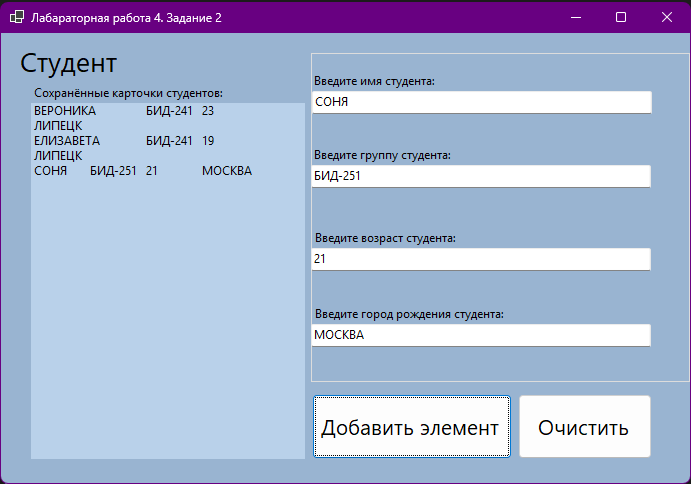 Лабараторная работа 4. Задание 2
Студент
Сохранённые карточки студентов:
ВЕРОНИКА БИД-241 23
ЛИПЕЦК
ЕЛИЗАВЕТА БИД-241 19
ЛИПЕЦК
СОНЯ БИД-251 21 МОСКВА
Введите имя студента:
СОНЯ
Введите группу студента:
БИД-251
Введите возраст студента:
21
Введите город рождения студента:
МОСКВА
Добавить элемент
Очистить